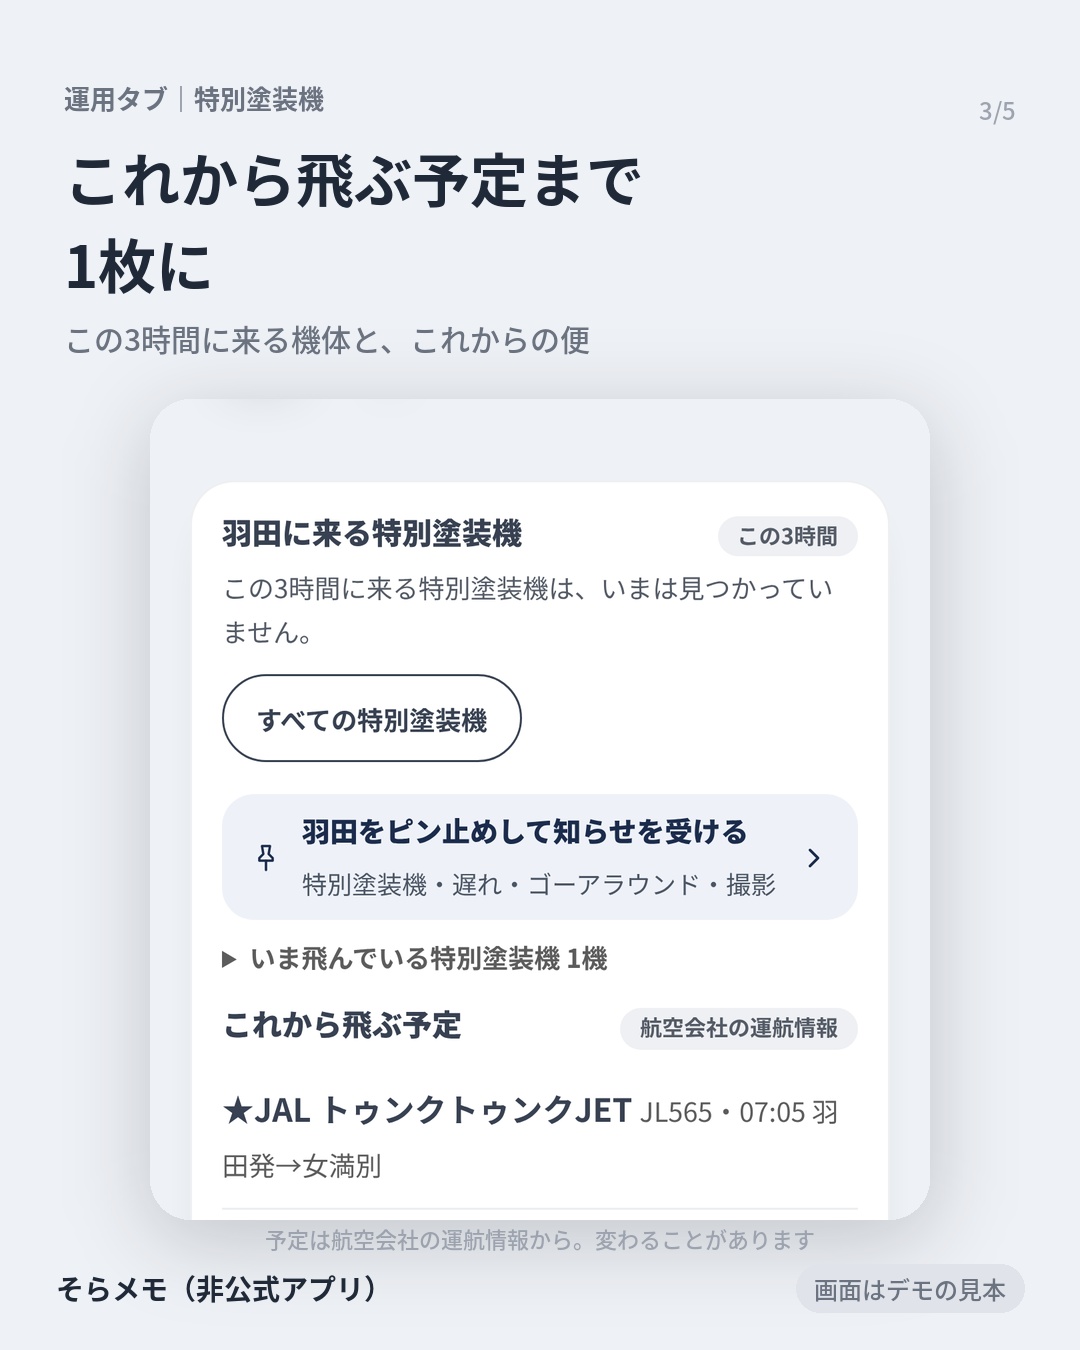 運用タブ｜特別塗装機
3/5
これから飛ぶ予定まで
1枚に
この3時間に来る機体と、これからの便
羽田に来る特別塗装機
この3時間
この3時間に来る特別塗装機は、いまは見つかってい
ません。
すべての特別塗装機
羽田をピン止めして知らせを受ける
特別塗装機・遅れ・ゴーアラウンド・撮影
▶ いま飛んでいる特別塗装機 1機
これから飛ぶ予定
航空会社の運航情報
★JAL トゥンクトゥンクJET JL565・07:05 羽
田発→女満別
予定は航空会社の運航情報から。変わることがあります
そらメモ（非公式アプリ）
画面はデモの見本